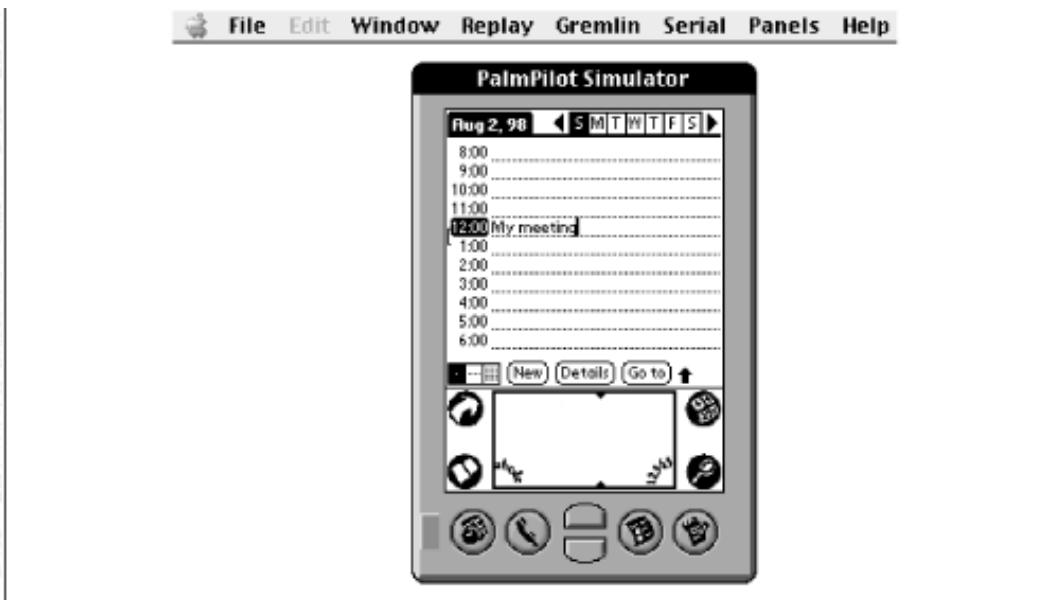 File Edit Window Replay Gremlin Serial Panels Help
PalmPilot Simulator
Aug 2, 98 S M T W T F S
8:00
9:00
10:00
11:00
12:00 My meeting
1:00
2:00
3:00
4:00
5:00
6:00
New Details Go to